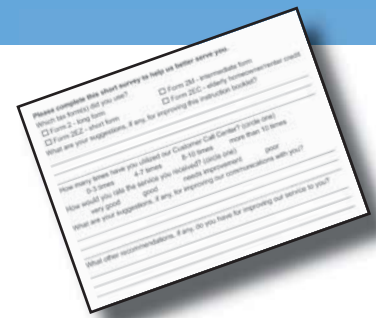 Please complete this short survey to help us better serve you.
Which tax form(s) did you use?
Form 2 - long form
Form 2M - Intermediate form
Form 2EZ - short form
Form 2EC - elderly homeowner/renter credit
What are your suggestions, if any, for improving this instruction booklet?
How many times have you utilized our Customer Call Center? (circle one)
0-3 times 4-7 times 8-10 times more than 10 times
How would you rate the service you received? (circle one)
very good good needs improvement poor
What are your suggestions, if any, for improving our communications with you?
What other recommendations, if any, do you have for improving our service to you?